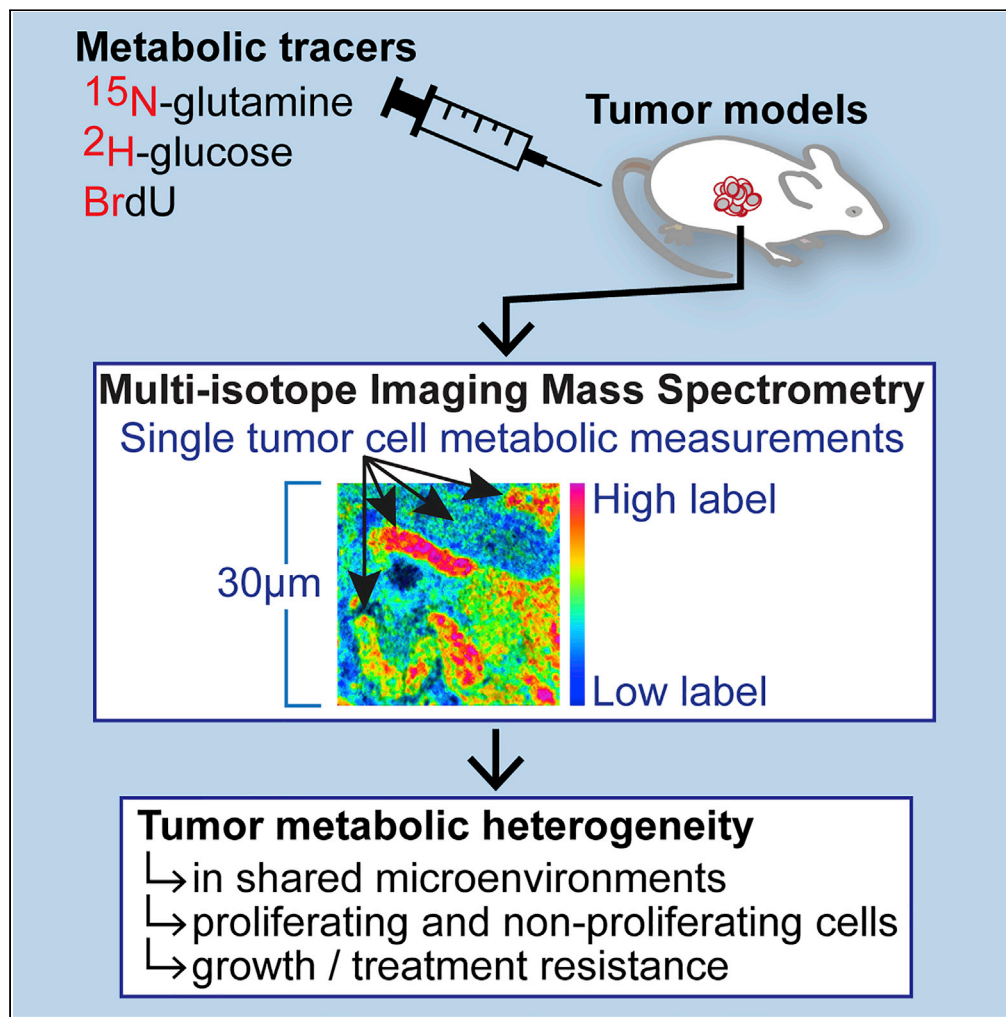 Metabolic tracers
¹⁵N-glutamine
²H-glucose
BrdU
Tumor models
Multi-isotope Imaging Mass Spectrometry
Single tumor cell metabolic measurements
High label
30µm
Low label
Tumor metabolic heterogeneity
in shared microenvironments
proliferating and non-proliferating cells
growth / treatment resistance